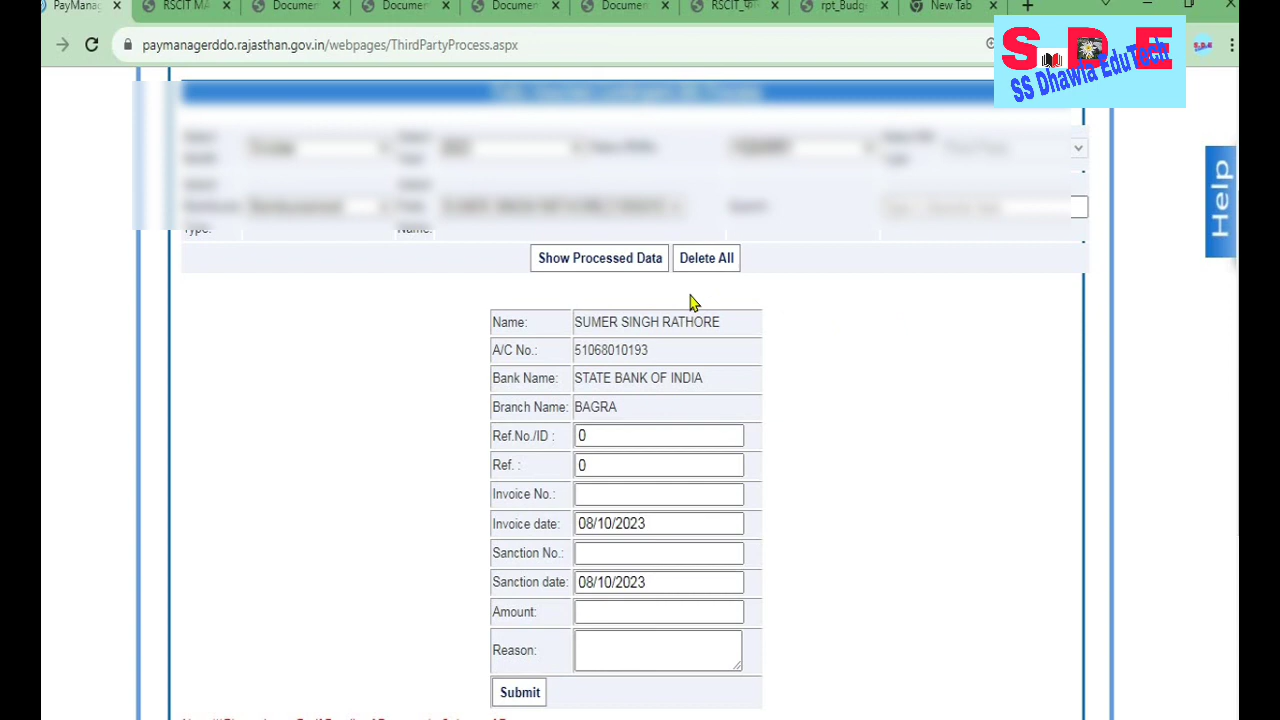 PayManag
RSCIT MA
Documen
Documen
Documen
Documen
RSCIT_
rpt_Budg
New Tab
paymanagerddo.rajasthan.gov.in/webpages/ThirdPartyProcess.aspx
S D E
SS Dhawla EduTech
Help
Type:
Name:
Show Processed Data
Delete All
Name: SUMER SINGH RATHORE
A/C No.: 51068010193
Bank Name: STATE BANK OF INDIA
Branch Name: BAGRA
Ref.No./ID : 0
Ref. : 0
Invoice No.:
Invoice date: 08/10/2023
Sanction No.:
Sanction date: 08/10/2023
Amount:
Reason:
Submit